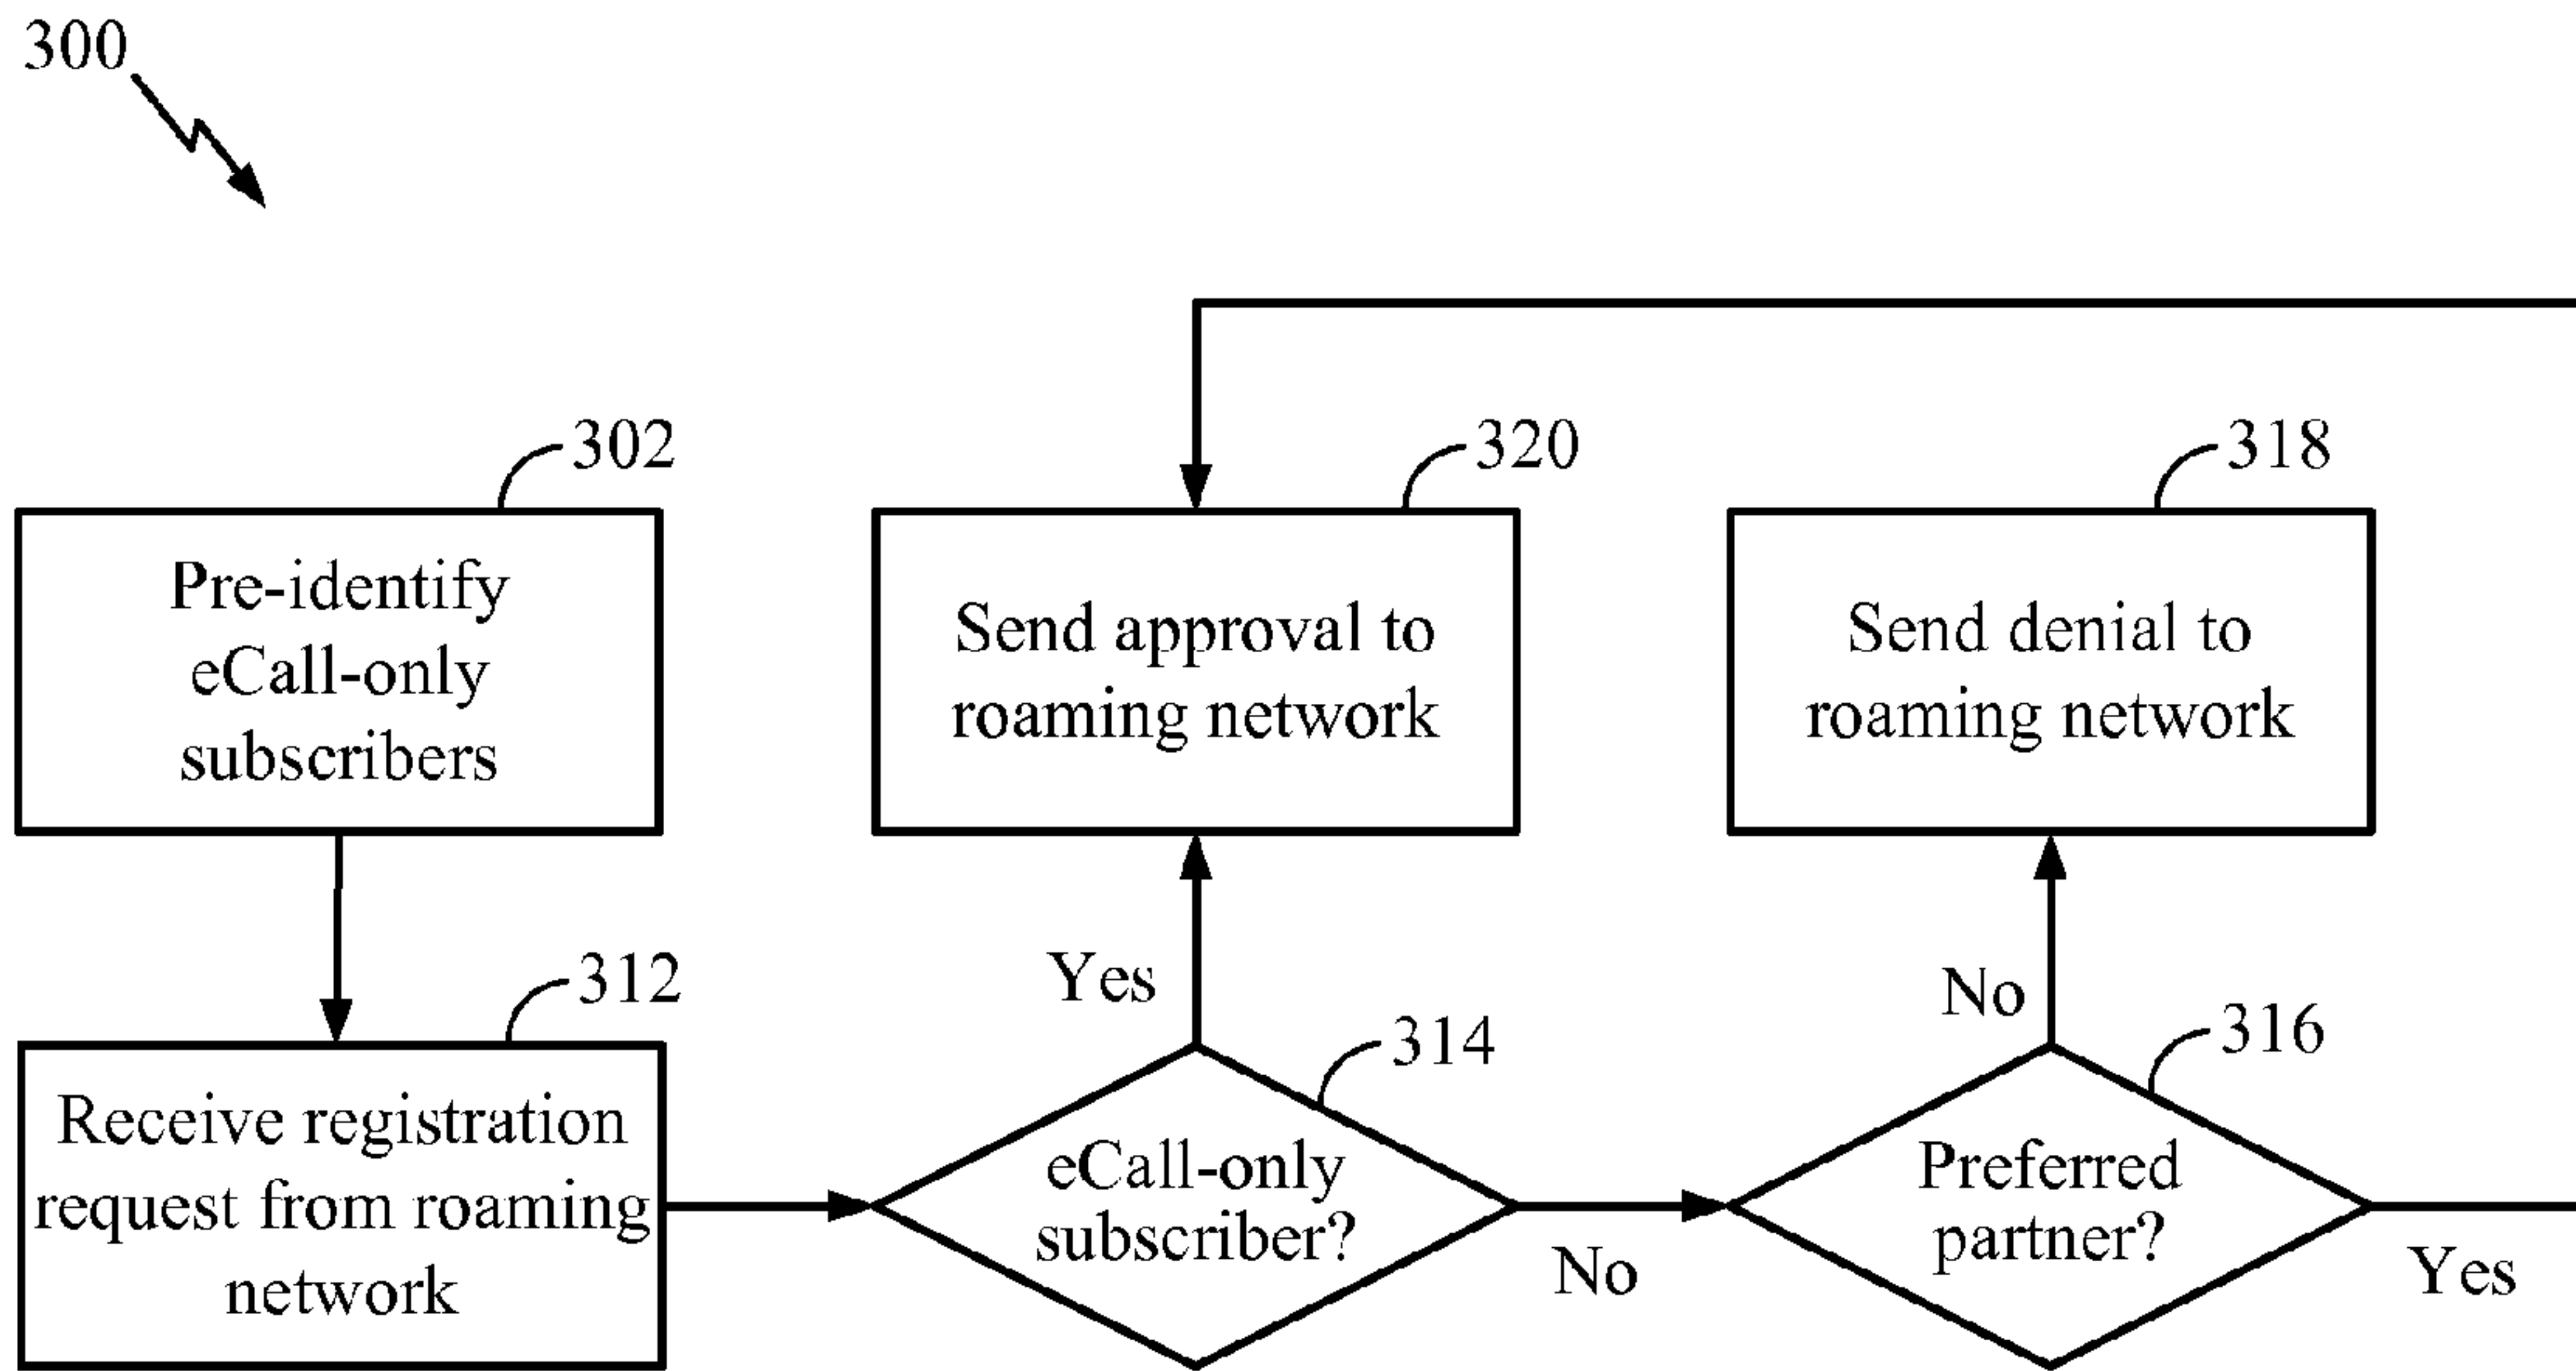 300
302
Pre-identify
eCall-only
subscribers
320
Send approval to
roaming network
318
Send denial to
roaming network
312
Receive registration
request from roaming
network
Yes
314
eCall-only
subscriber?
No
No
316
Preferred
partner?
Yes